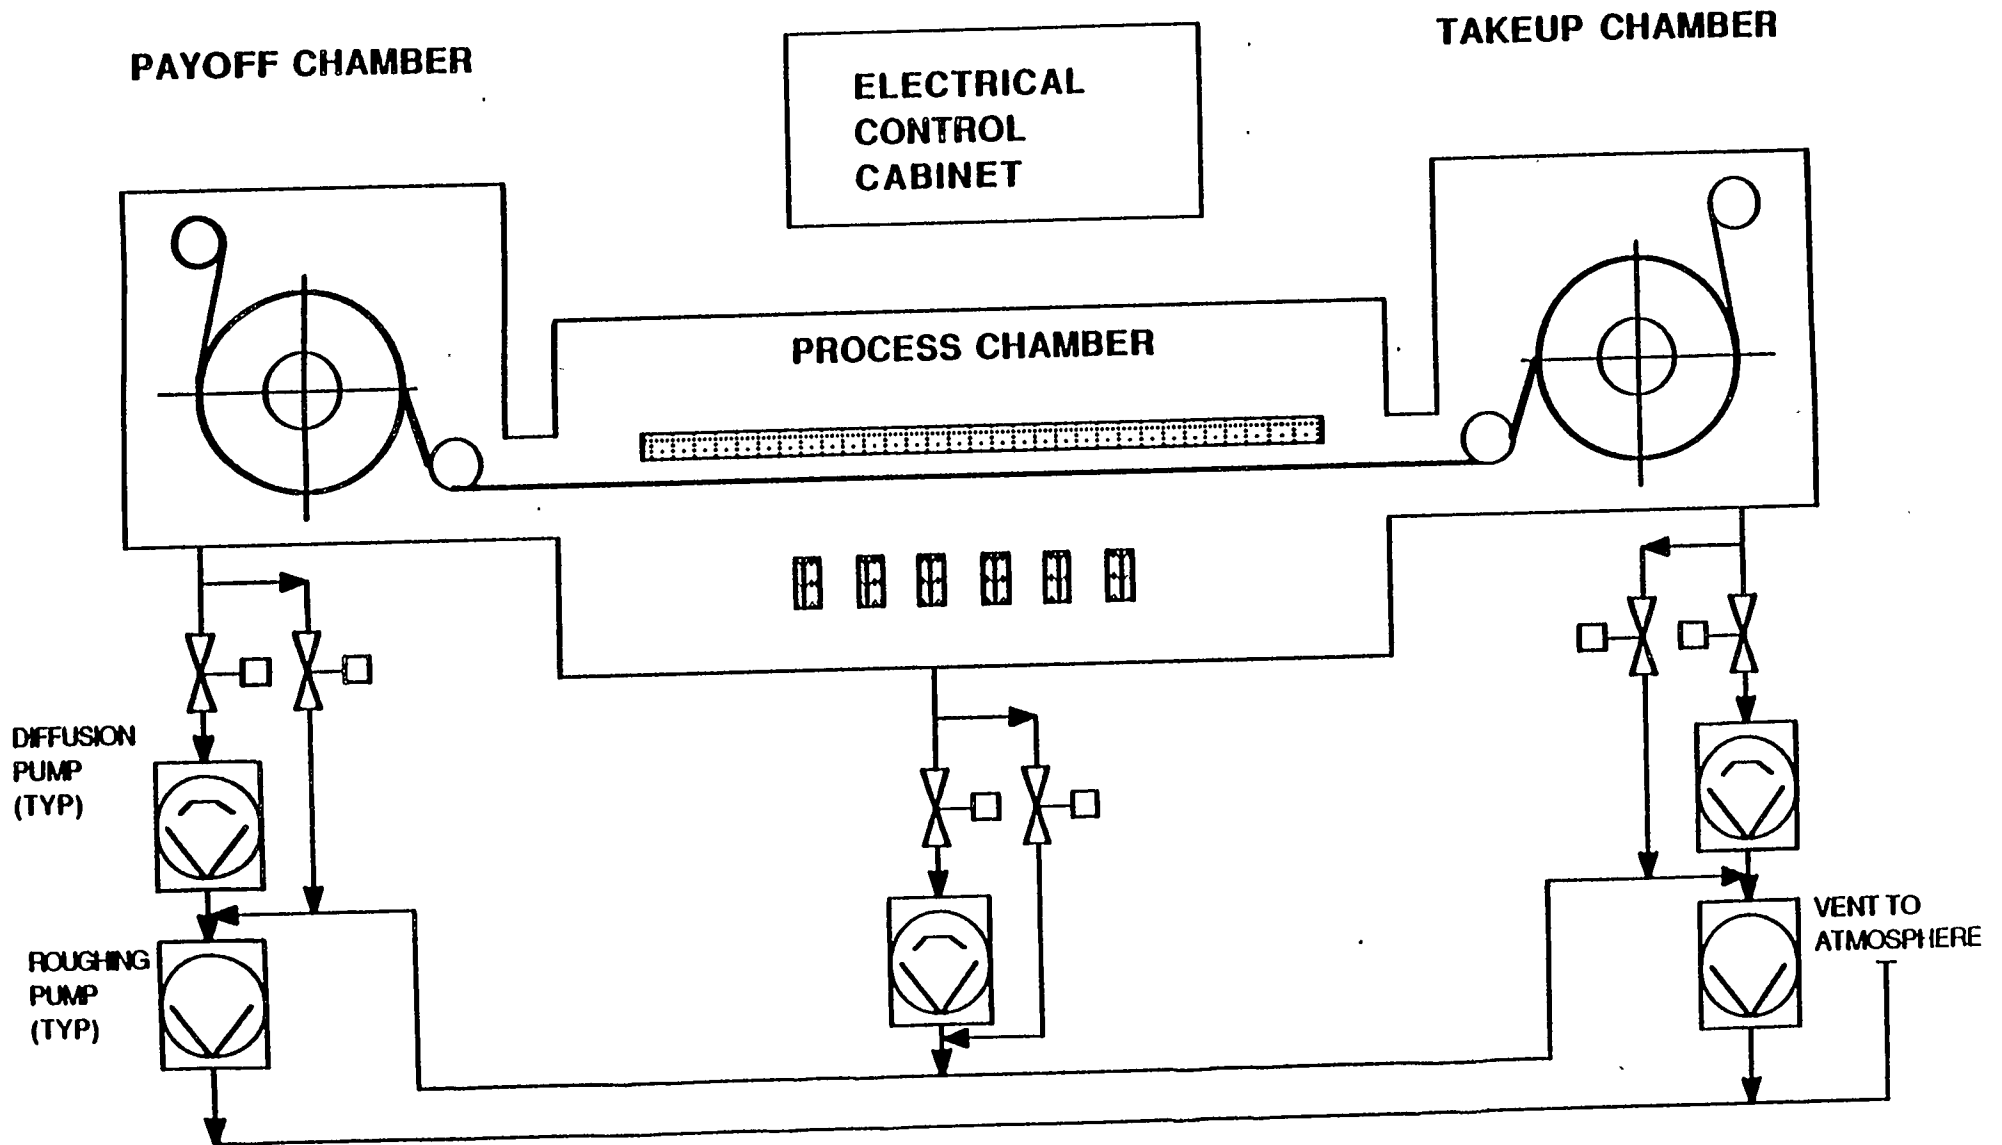 PAYOFF CHAMBER
TAKEUP CHAMBER
ELECTRICAL
CONTROL
CABINET
PROCESS CHAMBER
DIFFUSION
PUMP
(TYP)
ROUGHING
PUMP
(TYP)
VENT TO
ATMOSPHERE